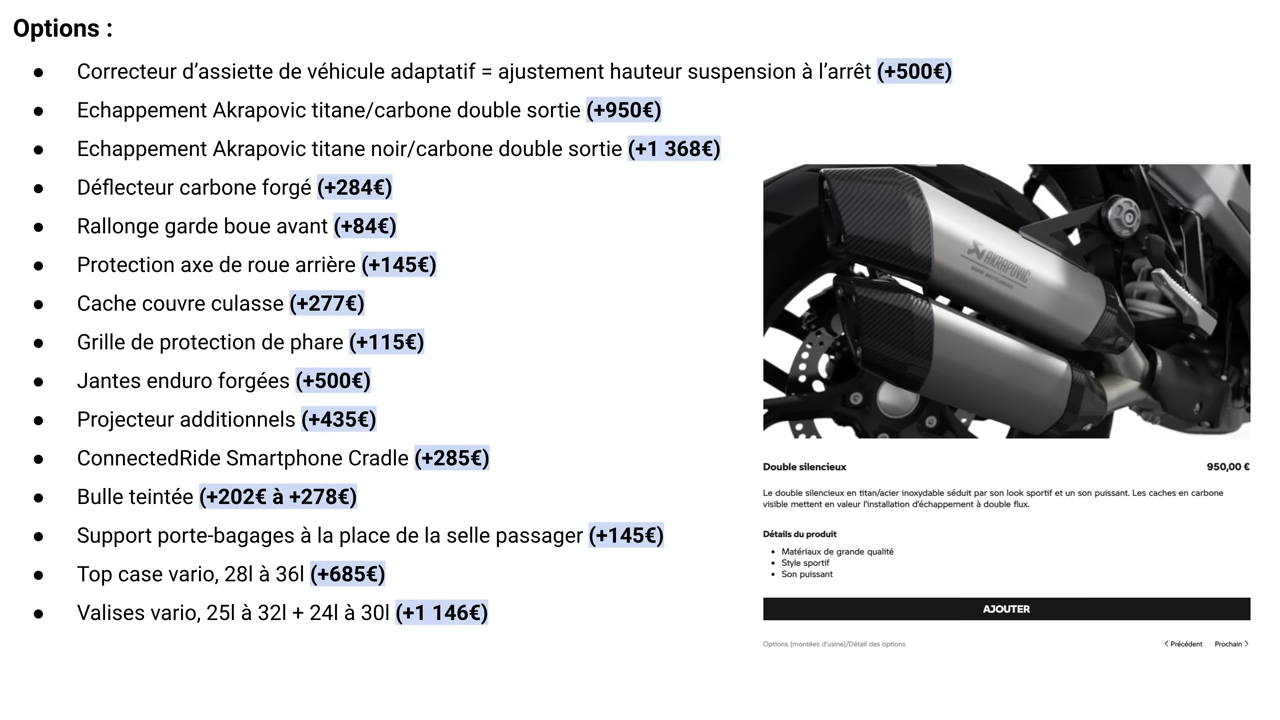 Options :
● Correcteur d’assiette de véhicule adaptatif = ajustement hauteur suspension à l’arrêt (+500€)
● Echappement Akrapovic titane/carbone double sortie (+950€)
● Echappement Akrapovic titane noir/carbone double sortie (+1 368€)
● Déflecteur carbone forgé (+284€)
● Rallonge garde boue avant (+84€)
● Protection axe de roue arrière (+145€)
● Cache couvre culasse (+277€)
● Grille de protection de phare (+115€)
● Jantes enduro forgées (+500€)
● Projecteur additionnels (+435€)
● ConnectedRide Smartphone Cradle (+285€)
● Bulle teintée (+202€ à +278€)
● Support porte-bagages à la place de la selle passager (+145€)
● Top case vario, 28l à 36l (+685€)
● Valises vario, 25l à 32l + 24l à 30l (+1 146€)
AKRAPOVIČ
Double silencieux 950,00 €
Le double silencieux en titan/acier inoxydable séduit par son look sportif et un son puissant. Les caches en carbone
visible mettent en valeur l'installation d'échappement à double flux.
Détails du produit
• Matériaux de grande qualité
• Style sportif
• Son puissant
AJOUTER
Options (montées d'usine)/Détail des options
< Précédent Prochain >